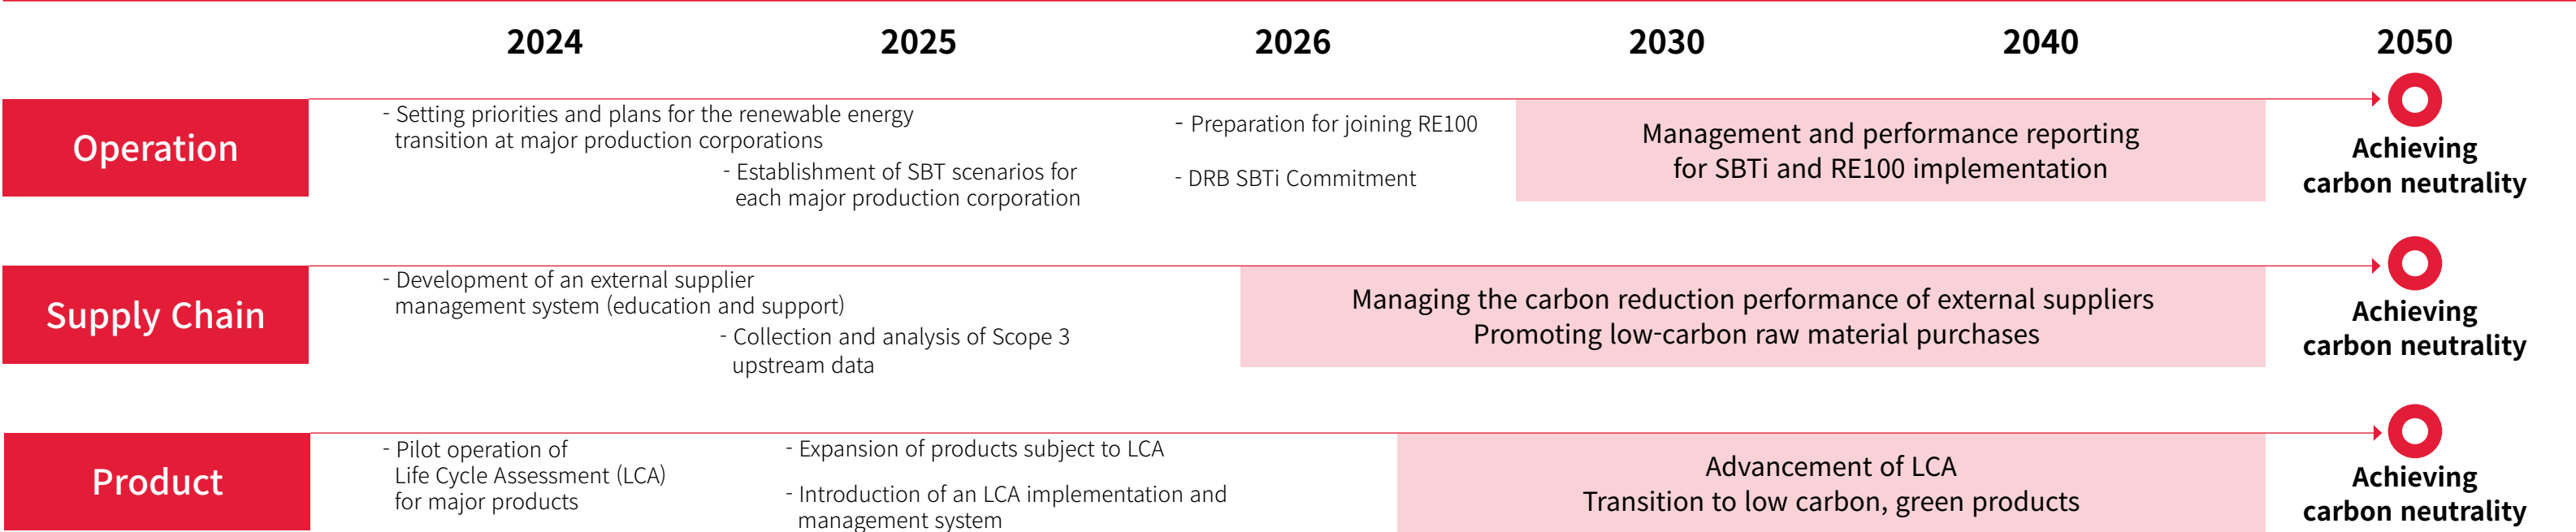 2024 2025 2026 2030 2040 2050
Operation
- Setting priorities and plans for the renewable energy
transition at major production corporations
- Establishment of SBT scenarios for
each major production corporation
- Preparation for joining RE100
- DRB SBTi Commitment
Management and performance reporting
for SBTi and RE100 implementation
Achieving
carbon neutrality
Supply Chain
- Development of an external supplier
management system (education and support)
- Collection and analysis of Scope 3
upstream data
Managing the carbon reduction performance of external suppliers
Promoting low-carbon raw material purchases
Achieving
carbon neutrality
Product
- Pilot operation of
Life Cycle Assessment (LCA)
for major products
- Expansion of products subject to LCA
- Introduction of an LCA implementation and
management system
Advancement of LCA
Transition to low carbon, green products
Achieving
carbon neutrality